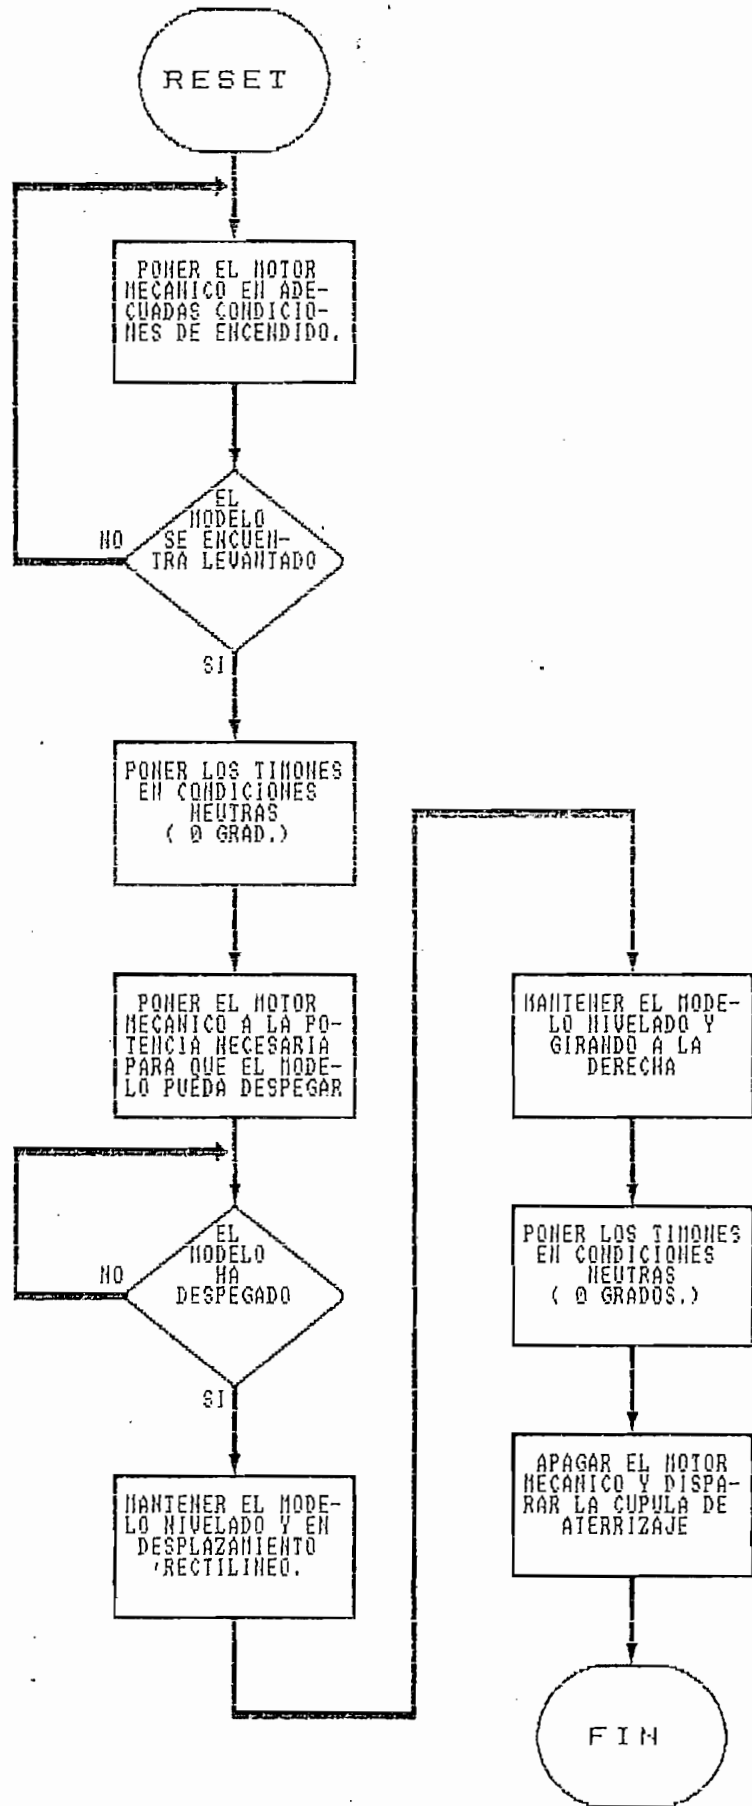 RESET
PONER EL MOTOR
MECANICO EN ADE-
CUADAS CONDICIO-
NES DE ENCENDIDO.
EL
MODELO
SE ENCUEN-
TRA LEVANTADO
NO
SI
PONER LOS TIMONES
EN CONDICIONES
NEUTRAS
( 0 GRAD.)
PONER EL MOTOR
MECANICO A LA PO-
TENCIA NECESARIA
PARA QUE EL MODE-
LO PUEDA DESPEGAR
EL
MODELO
HA
DESPEGADO
NO
SI
MANTENER EL MODE-
LO NIVELADO Y EN
DESPLAZAMIENTO
RECTILINEO.
MANTENER EL MODE-
LO NIVELADO Y
GIRANDO A LA
DERECHA
PONER LOS TIMONES
EN CONDICIONES
NEUTRAS
( 0 GRADOS.)
APAGAR EL MOTOR
MECANICO Y DISPA-
RAR LA CUPULA DE
ATERRIZAJE
FIN